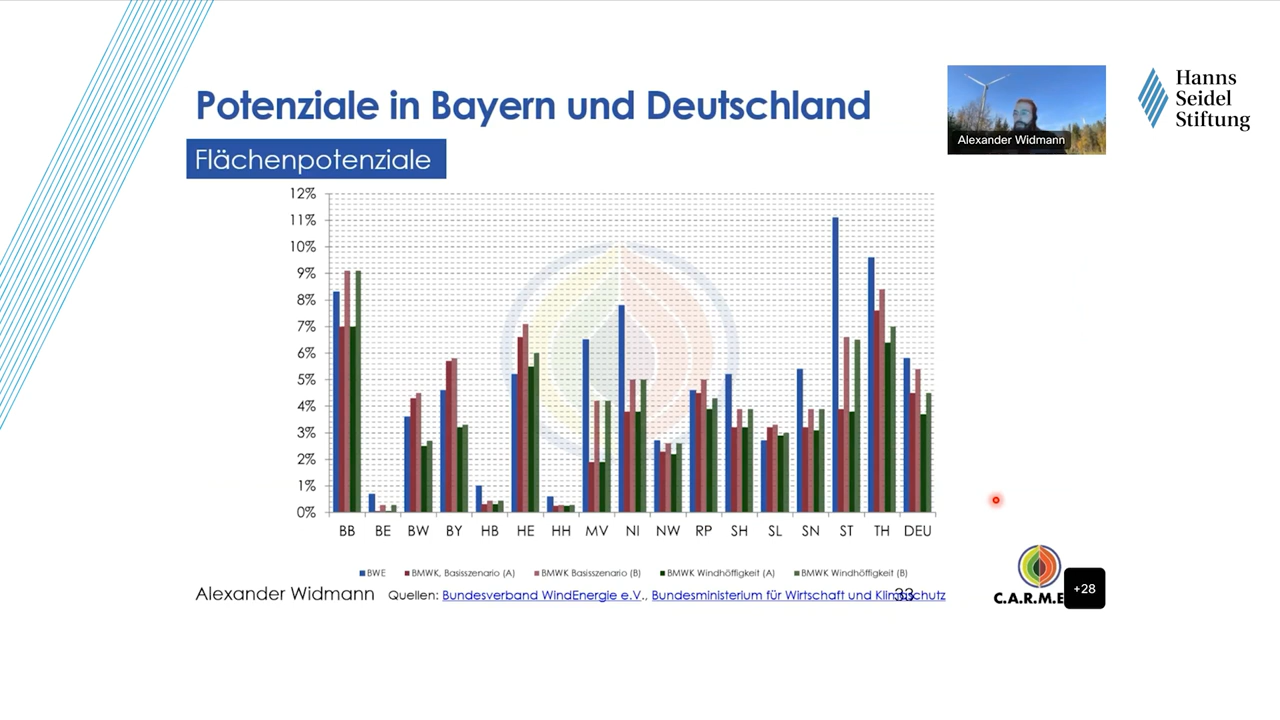 Potenziale in Bayern und Deutschland
Flächenpotenziale
Alexander Widmann
Hanns
Seidel
Stiftung
12%
11%
10%
9%
8%
7%
6%
5%
4%
3%
2%
1%
0%
BB BE BW BY HB HE HH MV NI NW RP SH SL SN ST TH DEU
BWE BMWK, Basisszenario (A) BMWK Basisszenario (B) BMWK Windhöffigkeit (A) BMWK Windhöffigkeit (B)
Alexander Widmann Quellen: Bundesverband WindEnergie e.V., Bundesministerium für Wirtschaft und Klimaschutz
33
C.A.R.M.E
+28